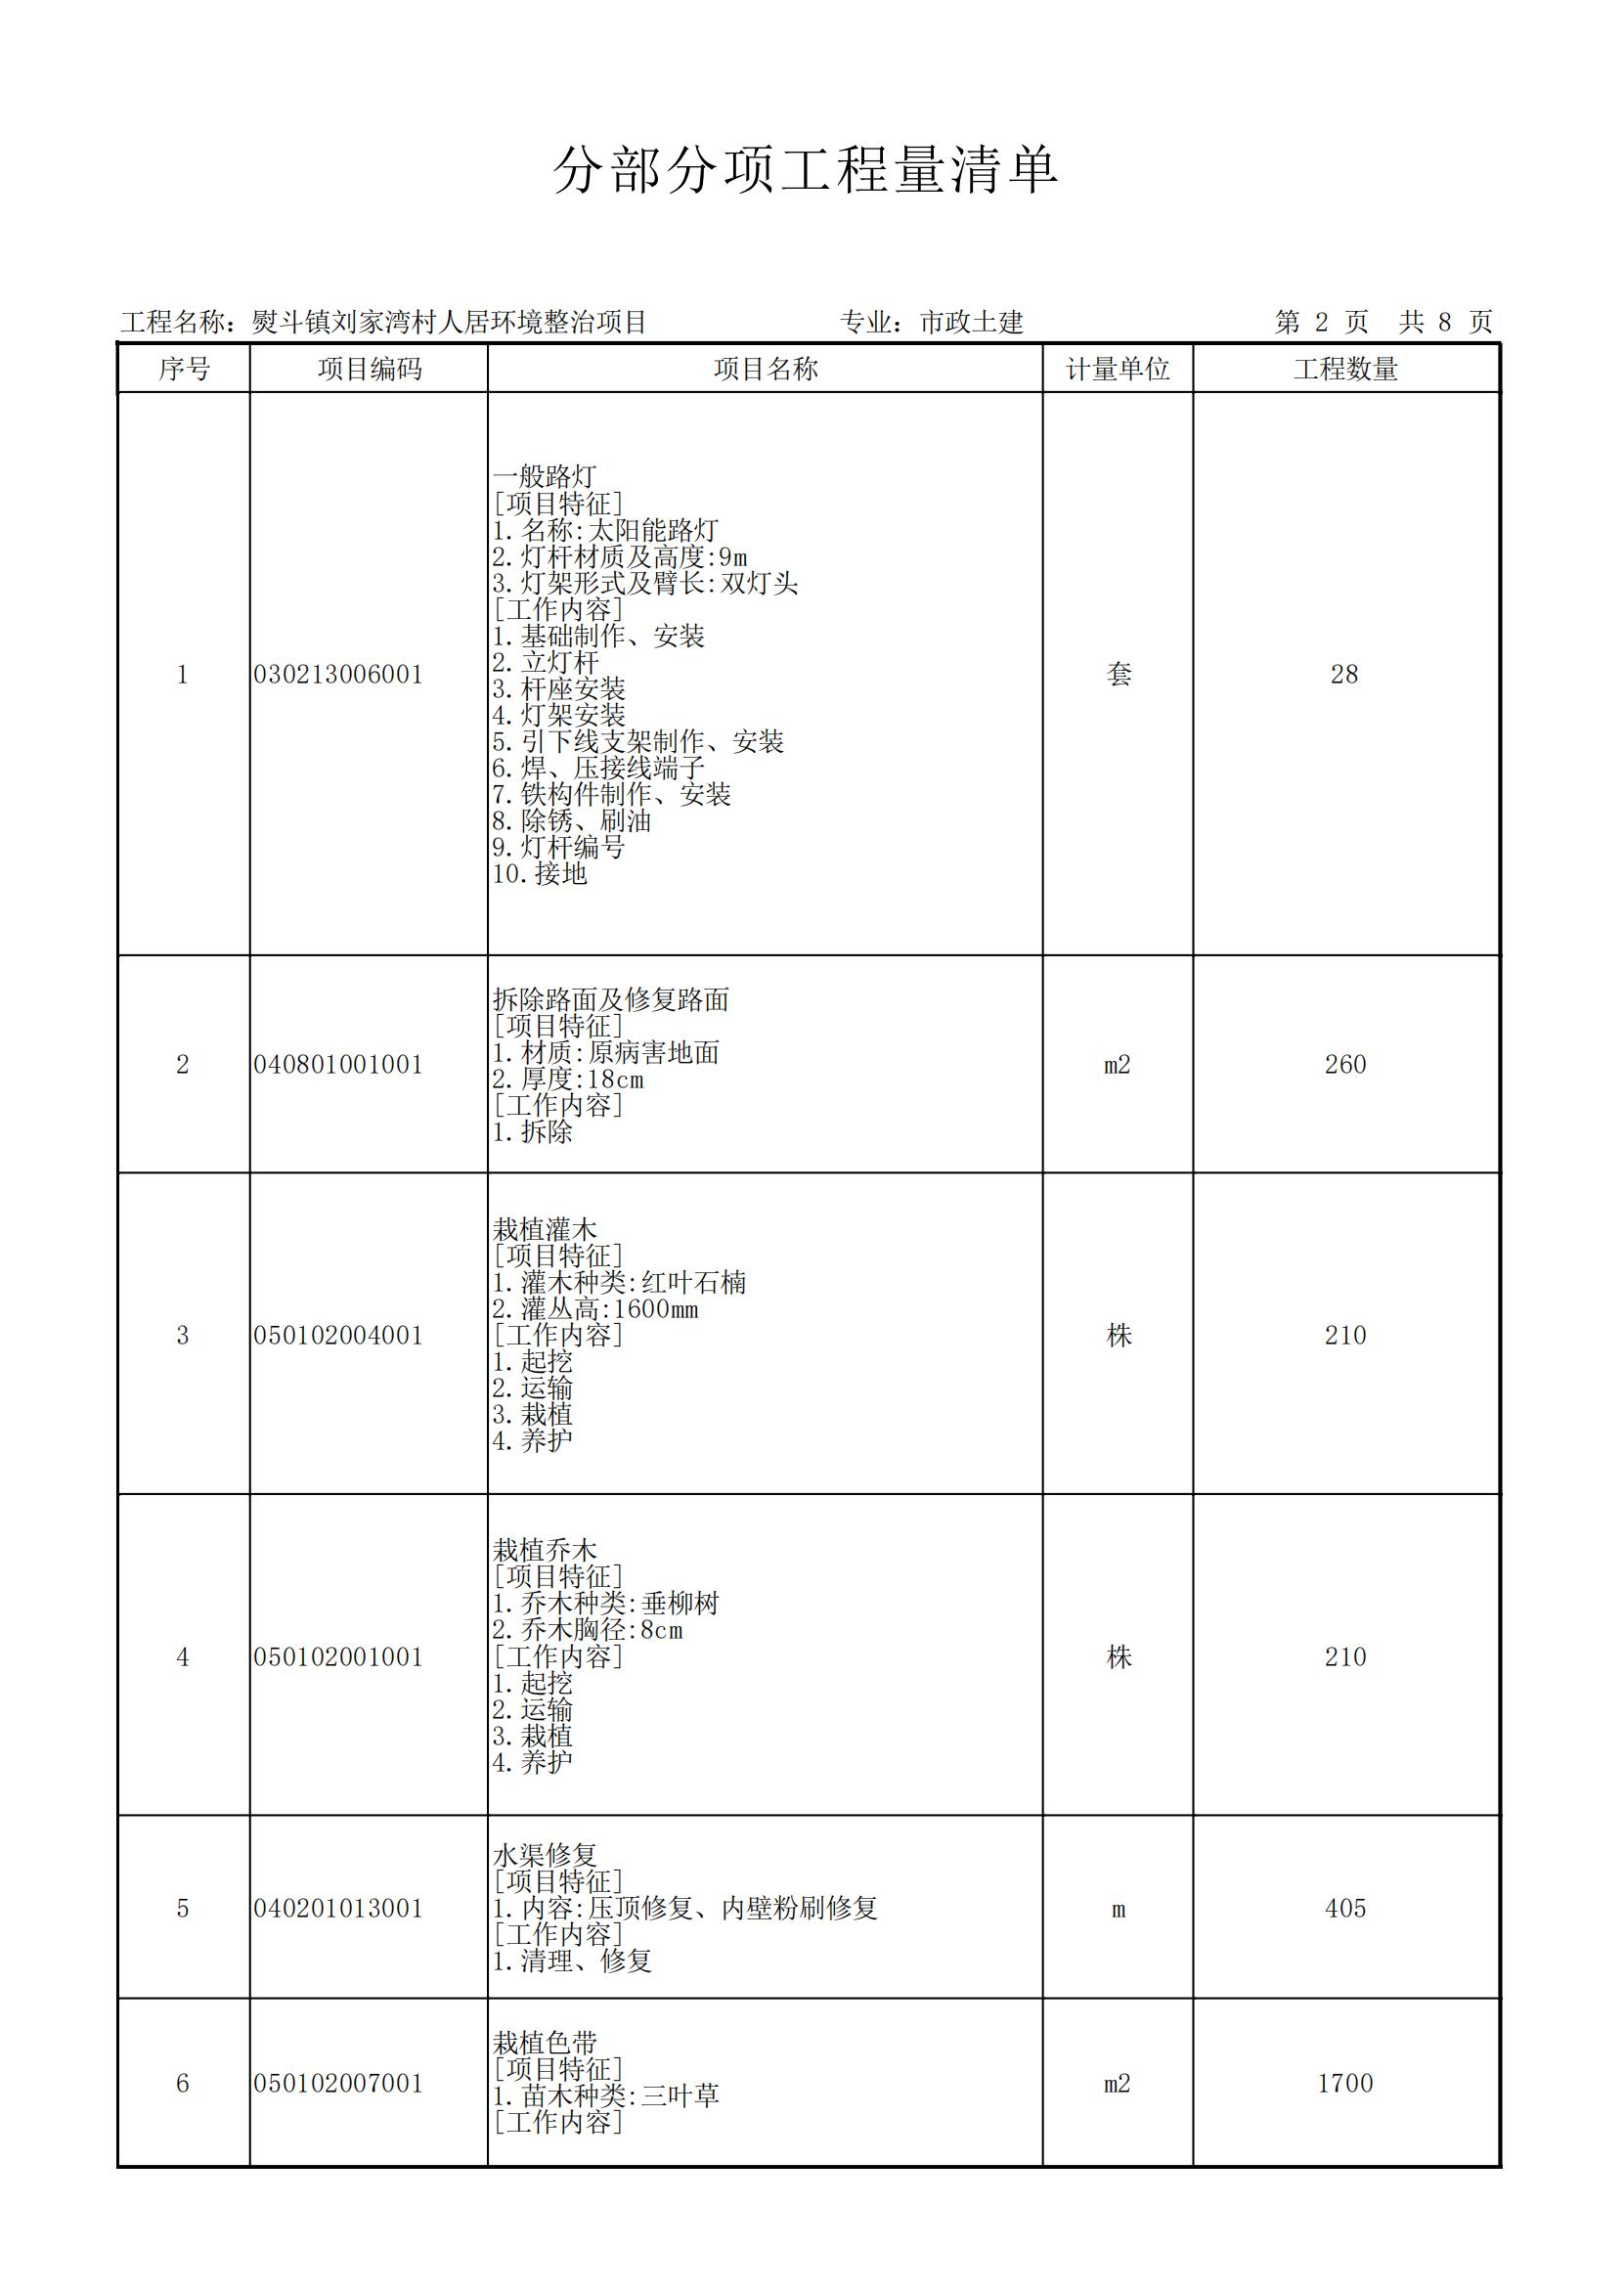 分部分项工程量清单
工程名称：熨斗镇刘家湾村人居环境整治项目 专业：市政土建 第 2 页 共 8 页
序号 项目编码 项目名称 计量单位 工程数量
一般路灯
[项目特征]
1.名称:太阳能路灯
2.灯杆材质及高度:9m
3.灯架形式及臂长:双灯头
[工作内容]
1.基础制作、安装
2.立灯杆
1 030213006001 3.杆座安装 套 28
4.灯架安装
5.引下线支架制作、安装
6.焊、压接线端子
7.铁构件制作、安装
8.除锈、刷油
9.灯杆编号
10.接地
拆除路面及修复路面
[项目特征]
1.材质:原病害地面
2 040801001001 2.厚度:18cm m2 260
[工作内容]
1.拆除
栽植灌木
[项目特征]
1.灌木种类:红叶石楠
2.灌丛高:1600mm
3 050102004001 [工作内容] 株 210
1.起挖
2.运输
3.栽植
4.养护
栽植乔木
[项目特征]
1.乔木种类:垂柳树
2.乔木胸径:8cm
4 050102001001 [工作内容] 株 210
1.起挖
2.运输
3.栽植
4.养护
水渠修复
[项目特征]
5 040201013001 1.内容:压顶修复、内壁粉刷修复 m 405
[工作内容]
1.清理、修复
栽植色带
[项目特征]
6 050102007001 1.苗木种类:三叶草 m2 1700
[工作内容]